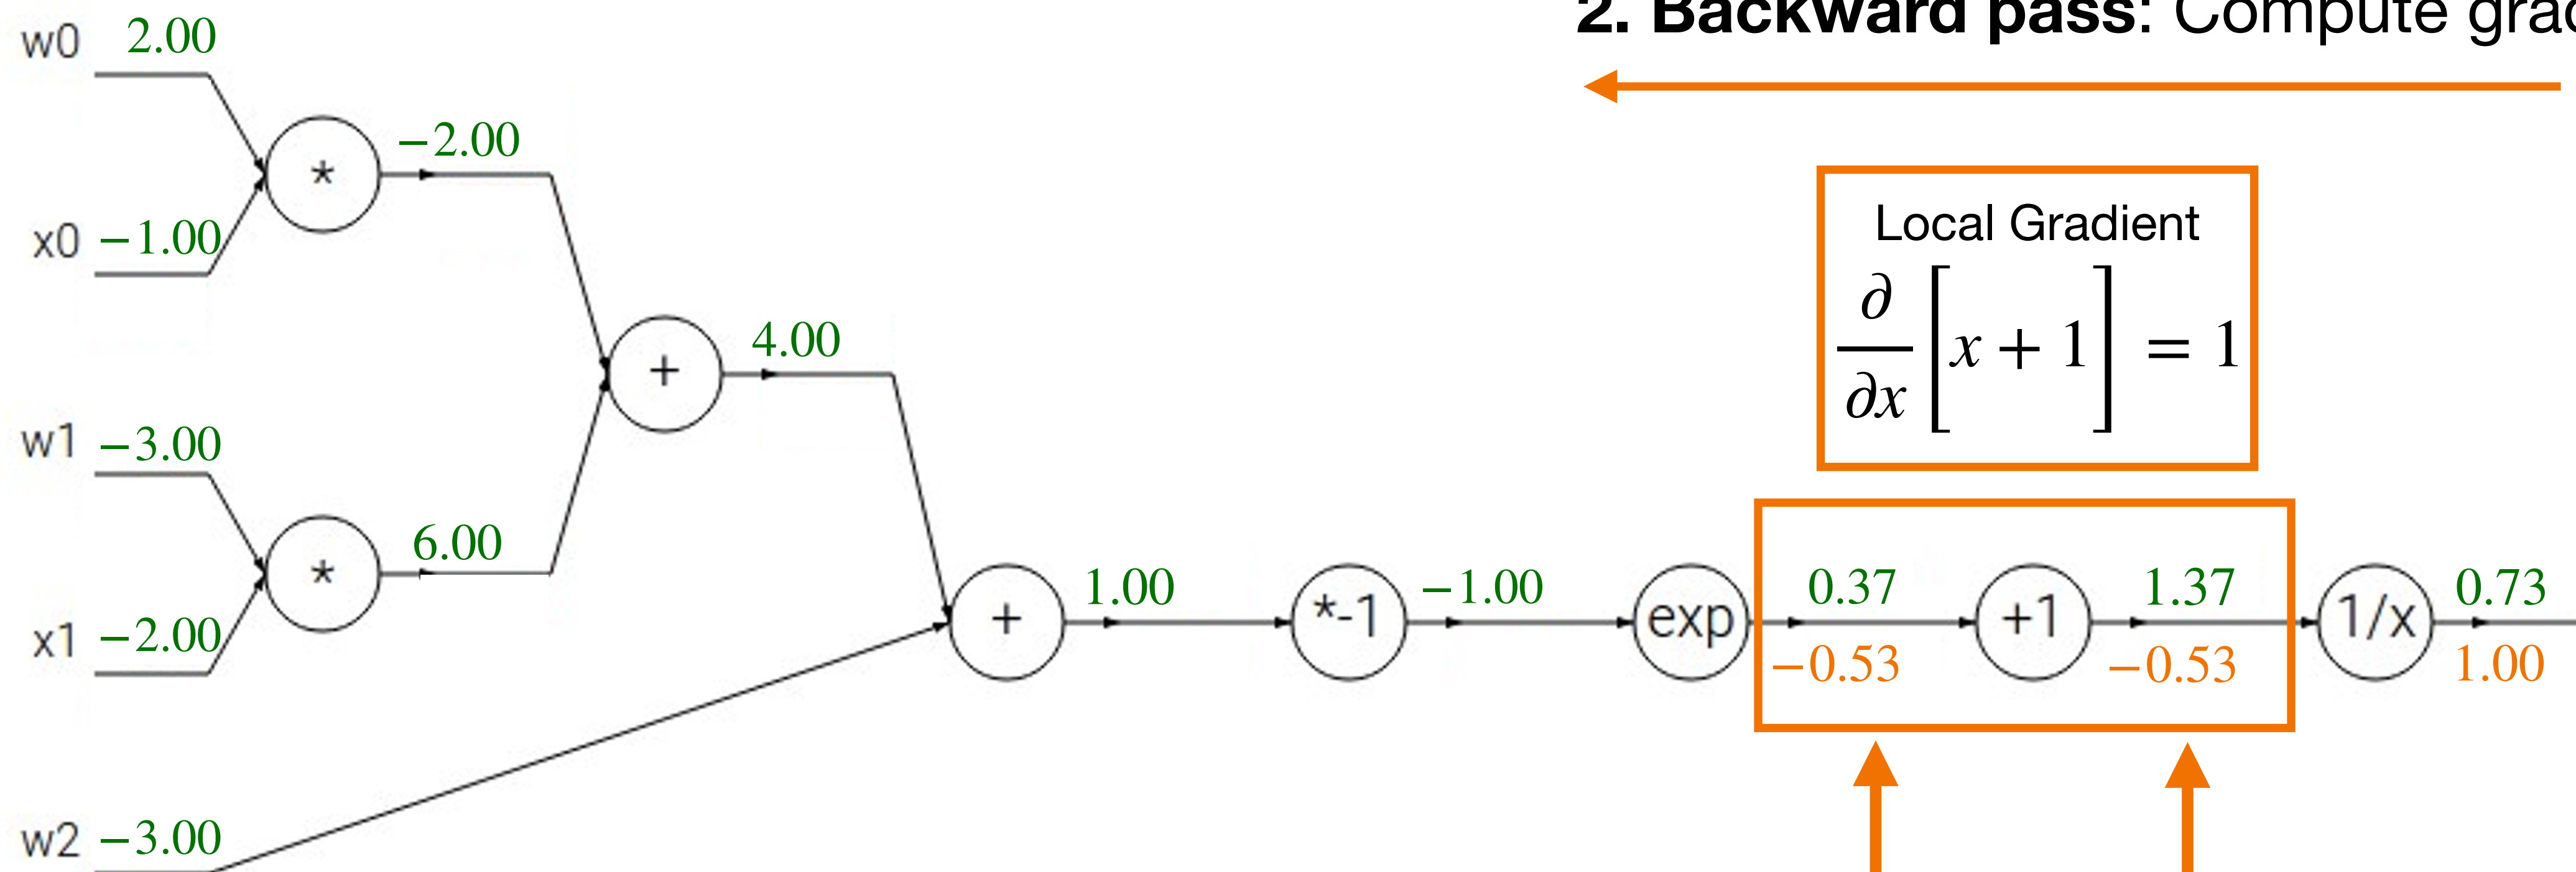 2. Backward pass: Compute
w0 2.00
*
−2.00
x0 −1.00
Local Gradient
∂/∂x [x + 1] = 1
+
4.00
w1 −3.00
*
6.00
x1 −2.00
+
1.00
*-1
−1.00
exp
0.37
−0.53
+1
1.37
−0.53
1/x
0.73
1.00
w2 −3.00